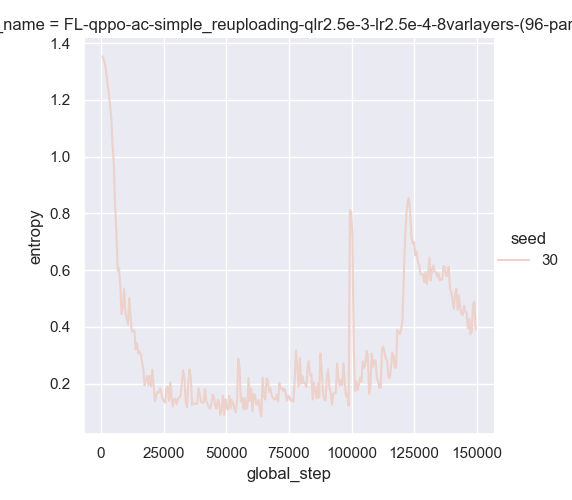 _name = FL-qppo-ac-simple_reuploading-qlr2.5e-3-lr2.5e-4-8varlayers-(96-par
1.4
1.2
1.0
0.8
0.6
0.4
0.2
entropy
0 25000 50000 75000 100000 125000 150000
global_step
seed
30